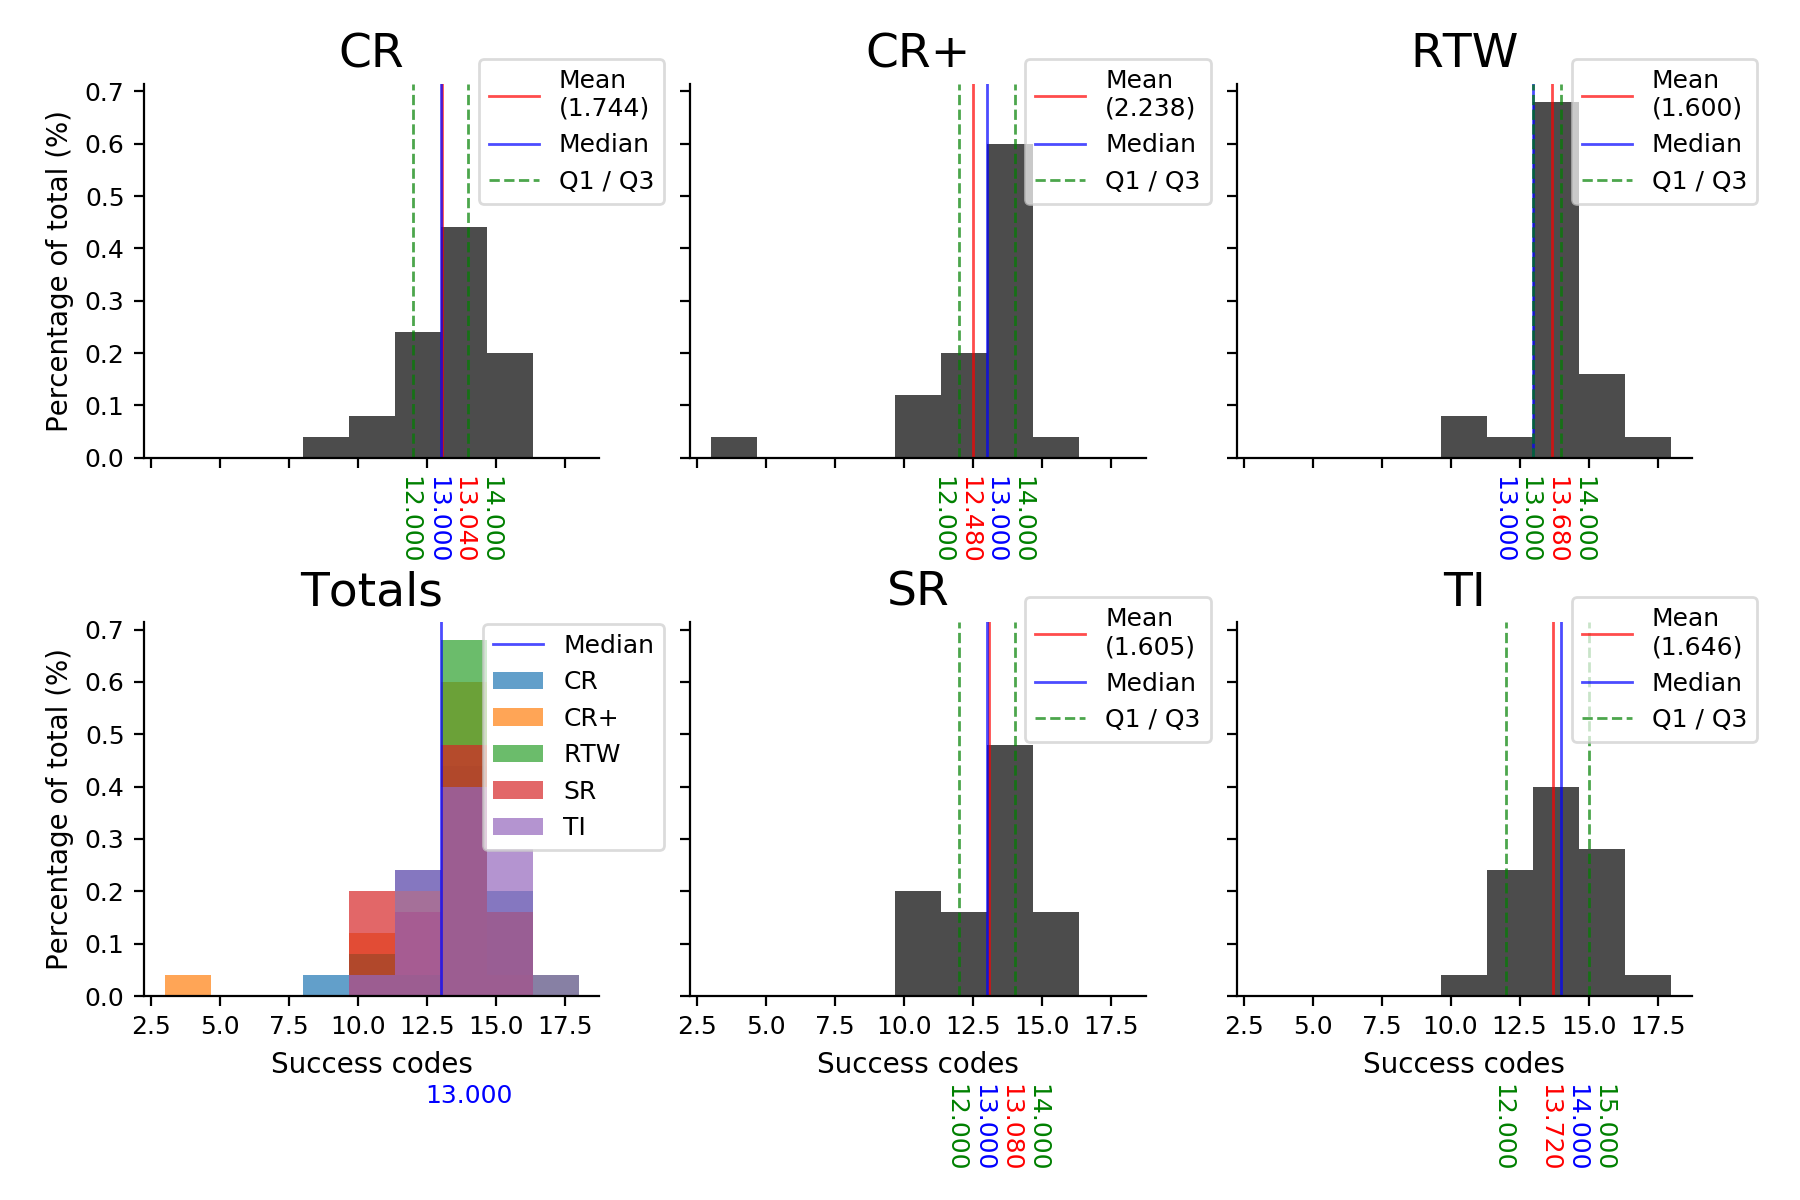 CR
CR+
RTW
Mean
(1.744)
Median
Q1 / Q3
Mean
(2.238)
Median
Q1 / Q3
Mean
(1.600)
Median
Q1 / Q3
Percentage of total (%)
0.7
0.6
0.5
0.4
0.3
0.2
0.1
0.0
12.000
13.000
13.040
14.000
12.000
12.480
13.000
14.000
13.000
13.000
13.680
14.000
Totals
SR
TI
Median
CR
CR+
RTW
SR
TI
Mean
(1.605)
Median
Q1 / Q3
Mean
(1.646)
Median
Q1 / Q3
Percentage of total (%)
0.7
0.6
0.5
0.4
0.3
0.2
0.1
0.0
2.5 5.0 7.5 10.0 12.5 15.0 17.5
2.5 5.0 7.5 10.0 12.5 15.0 17.5
2.5 5.0 7.5 10.0 12.5 15.0 17.5
Success codes
Success codes
Success codes
13.000
12.000
13.000
13.080
14.000
12.000
13.720
14.000
15.000